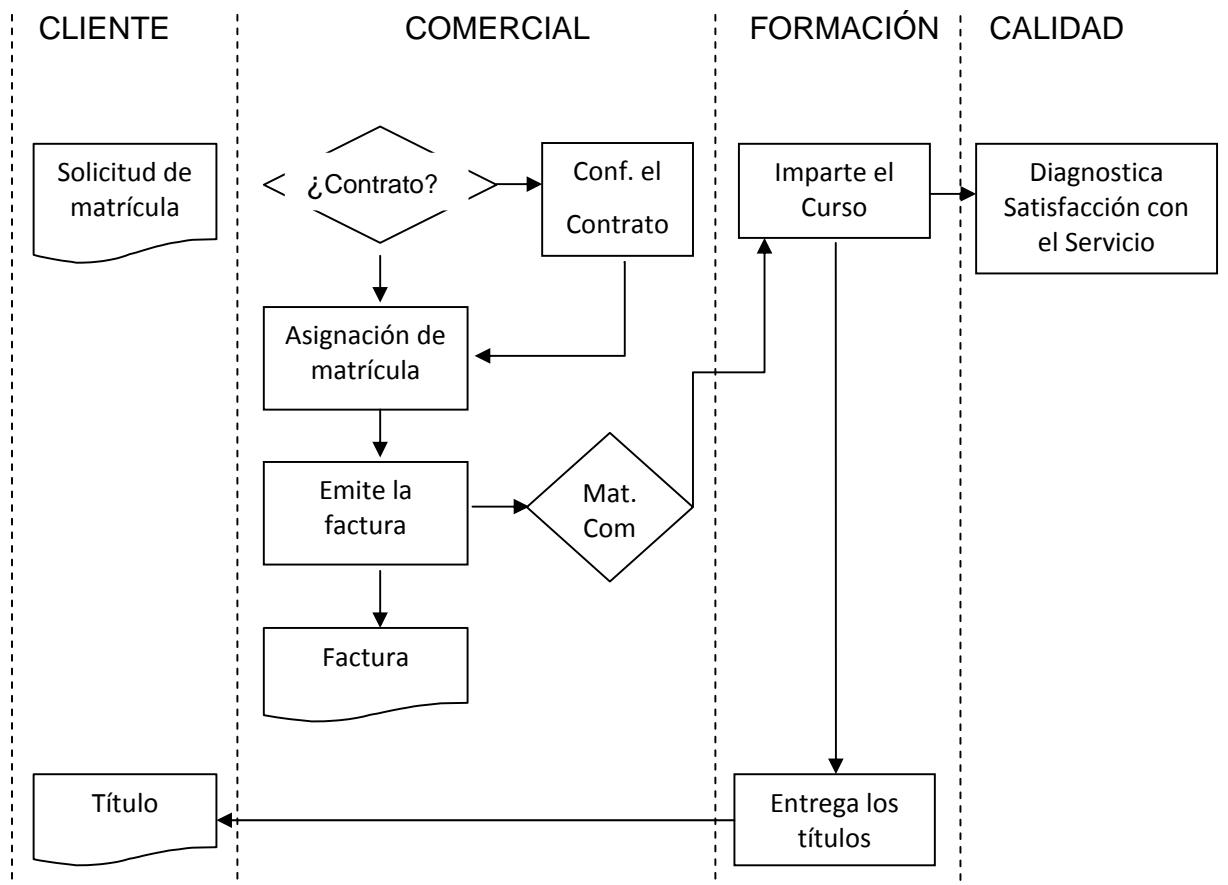 CLIENTE
COMERCIAL
FORMACIÓN
CALIDAD
Solicitud de
matrícula
¿Contrato?
Conf. el
Contrato
Imparte el
Curso
Diagnostica
Satisfacción con
el Servicio
Asignación de
matrícula
Emite la
factura
Mat.
Com
Factura
Título
Entrega los
títulos